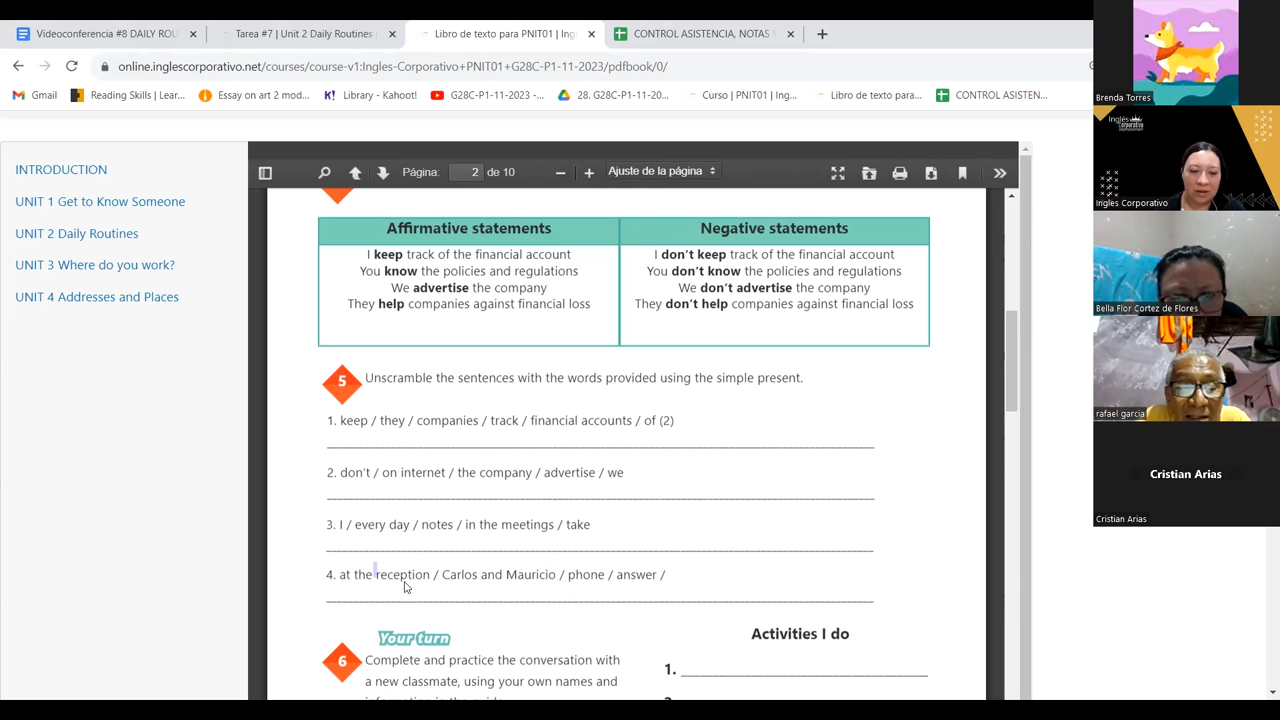 Videoconferencia #8 DAILY ROU
Tarea #7 | Unit 2 Daily Routines
Libro de texto para PNIT01 | Ingl
CONTROL ASISTENCIA, NOTAS Y
online.inglescorporativo.net/courses/course-v1:Ingles-Corporativo+PNIT01+G28C-P1-11-2023/pdfbook/0/
Gmail
Reading Skills | Lear...
Essay on art 2 mod...
Library - Kahoot!
G28C-P1-11-2023 -...
28. G28C-P1-11-20...
Curso | PNIT01 | Ing...
Libro de texto para...
CONTROL ASISTEN...
INTRODUCTION
UNIT 1 Get to Know Someone
UNIT 2 Daily Routines
UNIT 3 Where do you work?
UNIT 4 Addresses and Places
Página: 2 de 10
Ajuste de la página
Affirmative statements
I keep track of the financial account
You know the policies and regulations
We advertise the company
They help companies against financial loss
Negative statements
I don't keep track of the financial account
You don't know the policies and regulations
We don't advertise the company
They don't help companies against financial loss
5 Unscramble the sentences with the words provided using the simple present.
1. keep / they / companies / track / financial accounts / of (2)
2. don't / on internet / the company / advertise / we
3. I / every day / notes / in the meetings / take
4. at the reception / Carlos and Mauricio / phone / answer /
Your turn
6 Complete and practice the conversation with
a new classmate, using your own names and
Activities I do
1.
Brenda Torres
Inglés
Corporativo
Ingles Corporativo
Bella Flor Cortez de Flores
rafael garcia
Cristian Arias
Cristian Arias